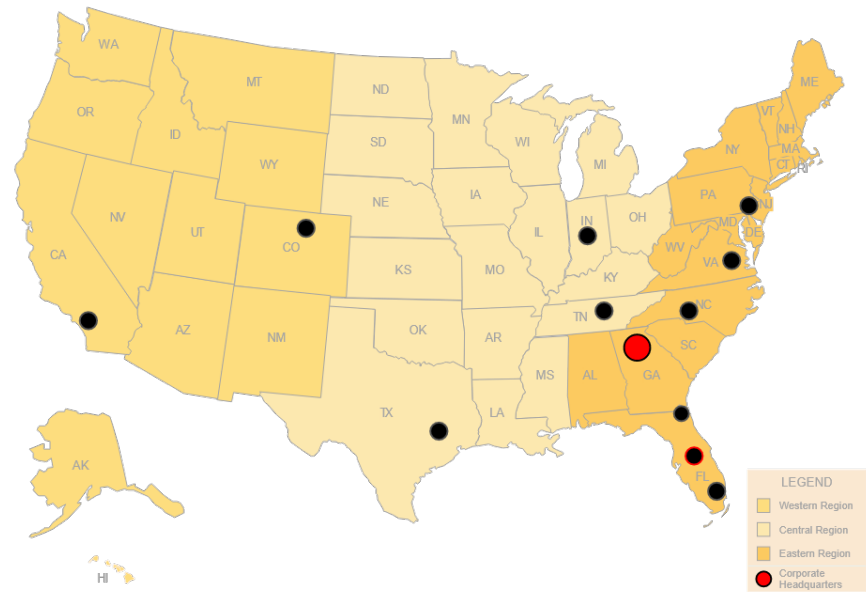 WA
MT
ND
MN
ME
OR
ID
SD
WI
MI
VT
NH
NY
MA
CT
RI
WY
IA
PA
NJ
NV
UT
NE
IL
IN
OH
MD
DE
CA
CO
KS
MO
WV
VA
KY
AZ
NM
OK
TN
NC
AR
SC
MS
AL
GA
TX
LA
AK
FL
HI
LEGEND
Western Region
Central Region
Eastern Region
Corporate
Headquarters